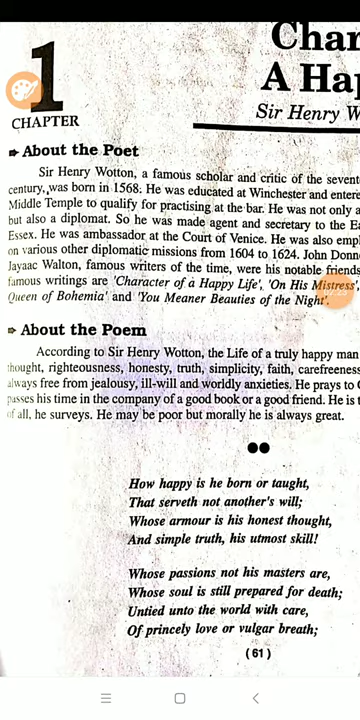 1
CHAPTER
Char
A Hap
Sir Henry W
About the Poet
Sir Henry Wotton, a famous scholar and critic of the sevent
century, was born in 1568. He was educated at Winchester and entere
Middle Temple to qualify for practising at the bar. He was not only a
but also a diplomat. So he was made agent and secretary to the Ea
Essex. He was ambassador at the Court of Venice. He was also emp
on various other diplomatic missions from 1604 to 1624. John Donn
Jayaac Walton, famous writers of the time, were his notable friends
famous writings are 'Character of a Happy Life', 'On His Mistress',
Queen of Bohemia' and 'You Meaner Beauties of the Night'.
About the Poem
According to Sir Henry Wotton, the Life of a truly happy man
thought, righteousness, honesty, truth, simplicity, faith, carefreeness
always free from jealousy, ill-will and worldly anxieties. He prays to G
passes his time in the company of a good book or a good friend. He is t
of all, he surveys. He may be poor but morally he is always great.
How happy is he born or taught,
That serveth not another's will;
Whose armour is his honest thought,
And simple truth, his utmost skill!
Whose passions not his masters are,
Whose soul is still prepared for death;
Untied unto the world with care,
Of princely love or vulgar breath;
(61)